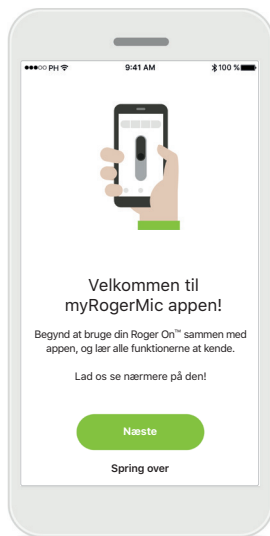 ●●●○○ PH 9:41 AM 100 %
Velkommen til
myRogerMic appen!
Begynd at bruge din Roger On™ sammen med
appen, og lær alle funktionerne at kende.
Lad os se nærmere på den!
Næste
Spring over